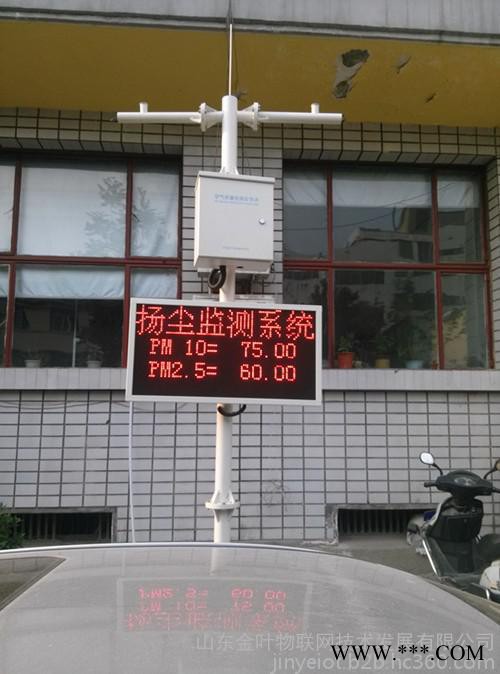 扬尘监测系统
PM 10= 75.00
PM2.5= 60.00
山东金叶物联网技术发展有限公司
jinyeiot.b2b.hc360.com
www.***.com